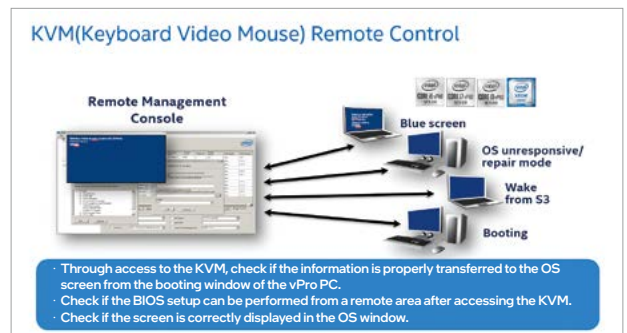 KVM(Keyboard Video Mouse) Remote Control
Remote Management
Console
Blue screen
OS unresponsive/
repair mode
Wake
from S3
Booting
· Through access to the KVM, check if the information is properly transferred to the OS
screen from the booting window of the vPro PC.
· Check if the BIOS setup can be performed from a remote area after accessing the KVM.
· Check if the screen is correctly displayed in the OS window.